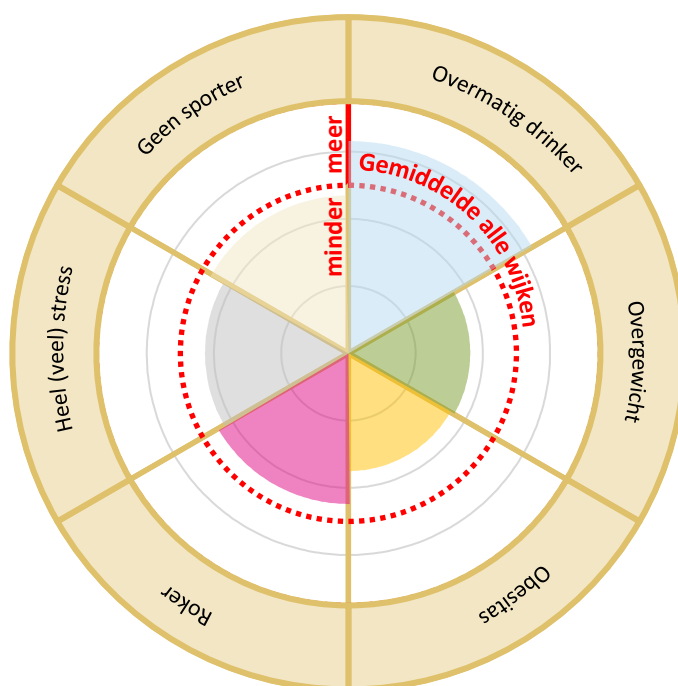 Geen sporter
Overmatig drinker
meer
Gemiddelde alle wijken
minder
Heel (veel) stress
Overgewicht
Roker
Obesitas